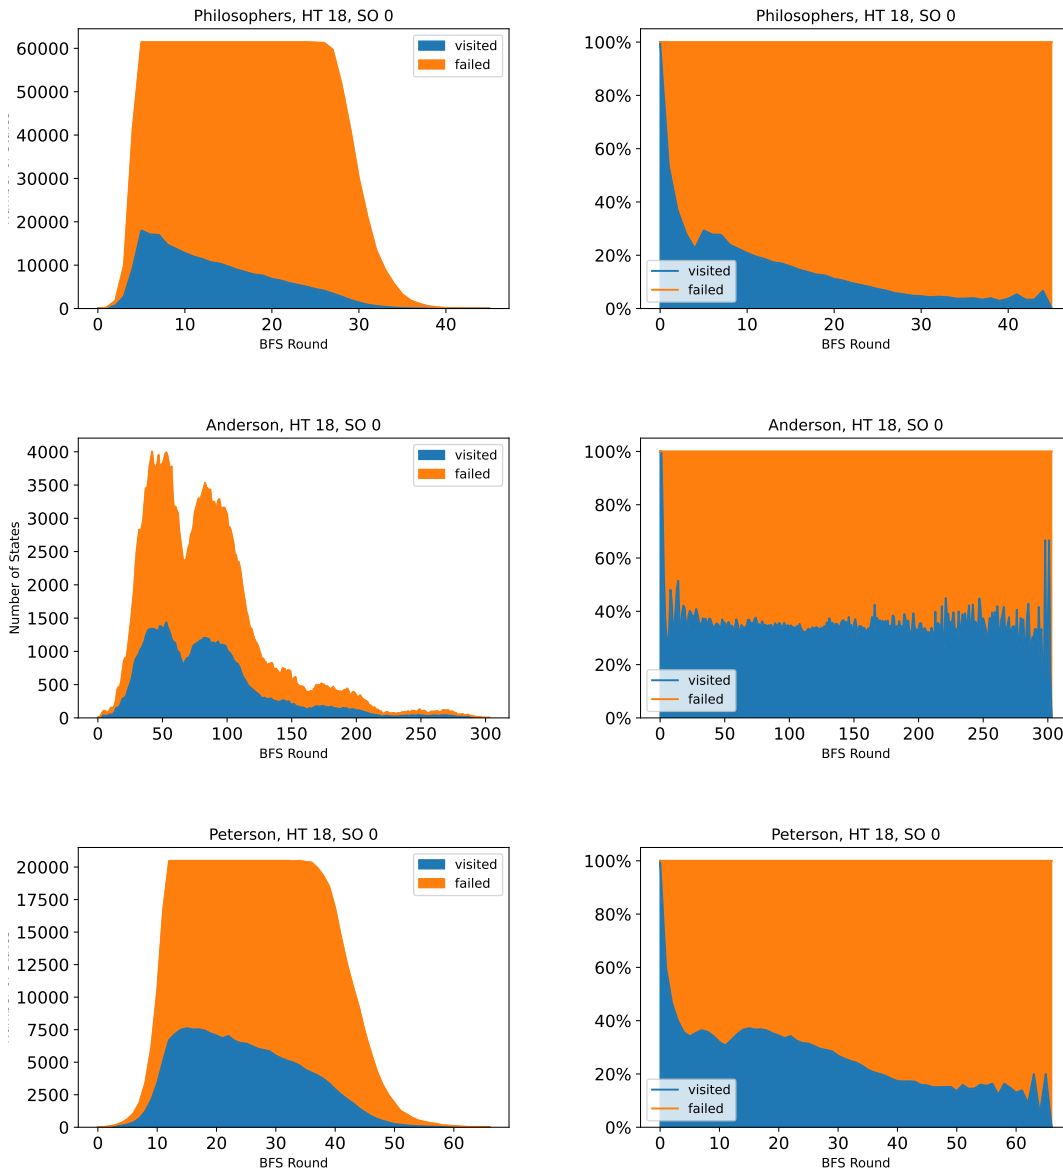 Philosophers, HT 18, SO 0
60000
50000
40000
30000
20000
10000
0
visited
failed
0 10 20 30 40
BFS Round
Philosophers, HT 18, SO 0
100%
80%
60%
40%
20%
0%
visited
failed
0 10 20 30 40
BFS Round
Anderson, HT 18, SO 0
Number of States
4000
3500
3000
2500
2000
1500
1000
500
0
visited
failed
0 50 100 150 200 250 300
BFS Round
Anderson, HT 18, SO 0
100%
80%
60%
40%
20%
0%
visited
failed
0 50 100 150 200 250 300
BFS Round
Peterson, HT 18, SO 0
20000
17500
15000
12500
10000
7500
5000
2500
0
visited
failed
0 10 20 30 40 50 60
BFS Round
Peterson, HT 18, SO 0
100%
80%
60%
40%
20%
0%
visited
failed
0 10 20 30 40 50 60
BFS Round